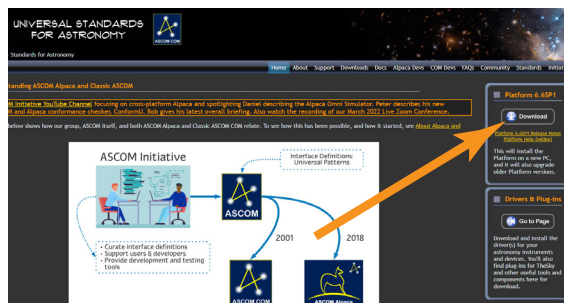 UNIVERSAL STANDARDS
FOR ASTRONOMY
ASCOM COM
Standards for Astronomy
Home About Support Downloads Docs Alpaca Devs COM Devs FAQs Community Standards Initiat
tanding ASCOM Alpaca and Classic ASCOM
M Initiative YouTube Channel focusing on cross-platform Alpaca and spotlighting Daniel describing the Alpaca Omni Simulator. Peter describes his new
M and Alpaca conformance checker, ConformU. Bob gives his latest overall briefing. Also watch the recording of our March 2022 Live Zoom Conference.
below shows how our group, ASCOM itself, and both ASCOM Alpaca and Classic ASCOM COM relate. To see how this has been possible, and how it started, see About Alpaca and
ASCOM Initiative
Interface Definitions:
Universal Patterns
ASCOM
2001
2018
• Curate interface definitions
• Support users & developers
• Provide development and testing
tools
ASCOM COM
ASCOM Alpaca
Platform 6.6SP1
Download
Platform 6.6SP1 Release Notes
Platform Help (online)
This will install the
Platform on a new PC,
and it will also upgrade
older Platform versions.
Drivers & Plug-ins
Go to Page
Download and install the
driver(s) for your
astronomy instruments
and devices. You'll also
find plug-ins for TheSky
and other useful tools and
components here for
download.